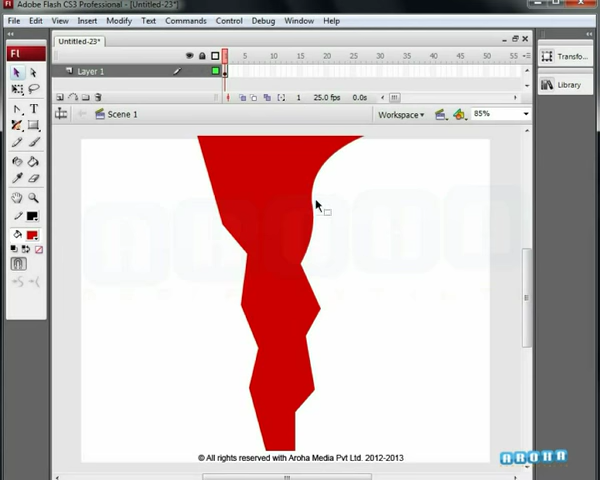 Adobe Flash CS3 Professional - [Untitled-23*]
File Edit View Insert Modify Text Commands Control Debug Window Help
Untitled-23*
Fl
5 10 15 20 25 30 35 40 45 50 55
Layer 1
Transfo...
Library
1 25.0 fps 0.0s
Scene 1
Workspace
85%
T
© All rights reserved with Aroha Media Pvt Ltd. 2012-2013
AROHA